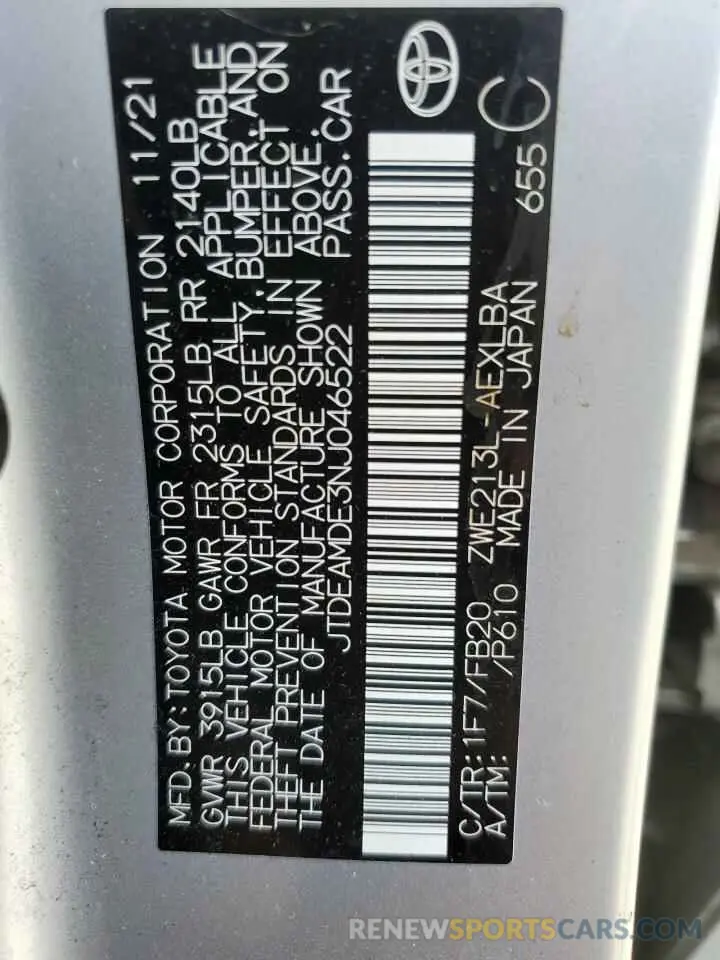 MFD. BY: TOYOTA MOTOR CORPORATION 11/21
GVWR 3915LB GAWR FR 2315LB RR 2140LB
THIS VEHICLE CONFORMS TO ALL APPLICABLE
FEDERAL MOTOR VEHICLE SAFETY, BUMPER, AND
THEFT PREVENTION STANDARDS IN EFFECT ON
THE DATE OF MANUFACTURE SHOWN ABOVE.
JTDEAMDE3NJ046522 PASS. CAR
C/TR: 1F7/FB20 ZWE213L-AEXLBA 655 C
A/TM: /P610 MADE IN JAPAN
RENEWSPORTSCARS.COM